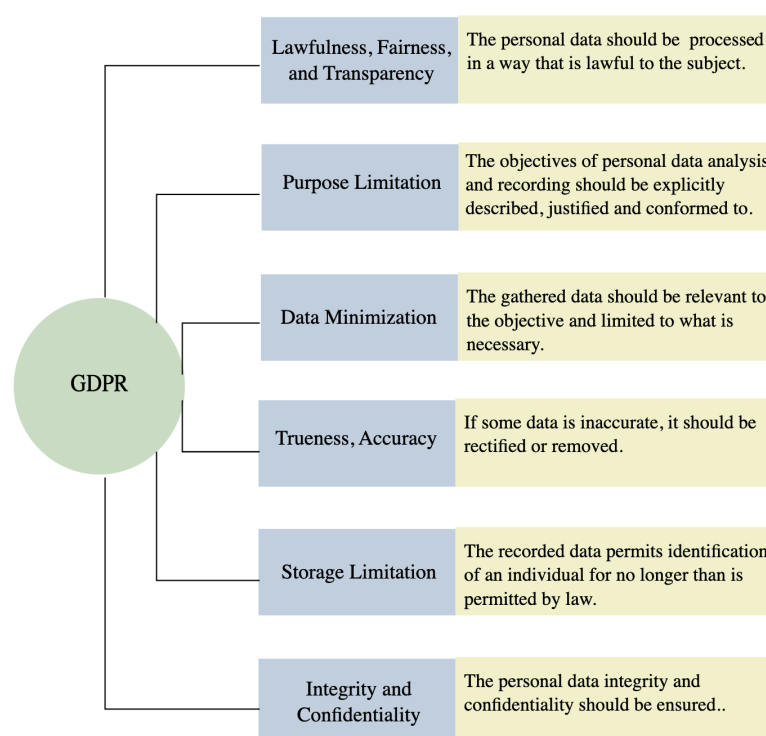 Lawfulness, Fairness,
and Transparency
The personal data should be processed
in a way that is lawful to the subject.
Purpose Limitation
The objectives of personal data analysis
and recording should be explicitly
described, justified and conformed to.
Data Minimization
The gathered data should be relevant to
the objective and limited to what is
necessary.
GDPR
Trueness, Accuracy
If some data is inaccurate, it should be
rectified or removed.
Storage Limitation
The recorded data permits identification
of an individual for no longer than is
permitted by law.
Integrity and
Confidentiality
The personal data integrity and
confidentiality should be ensured..